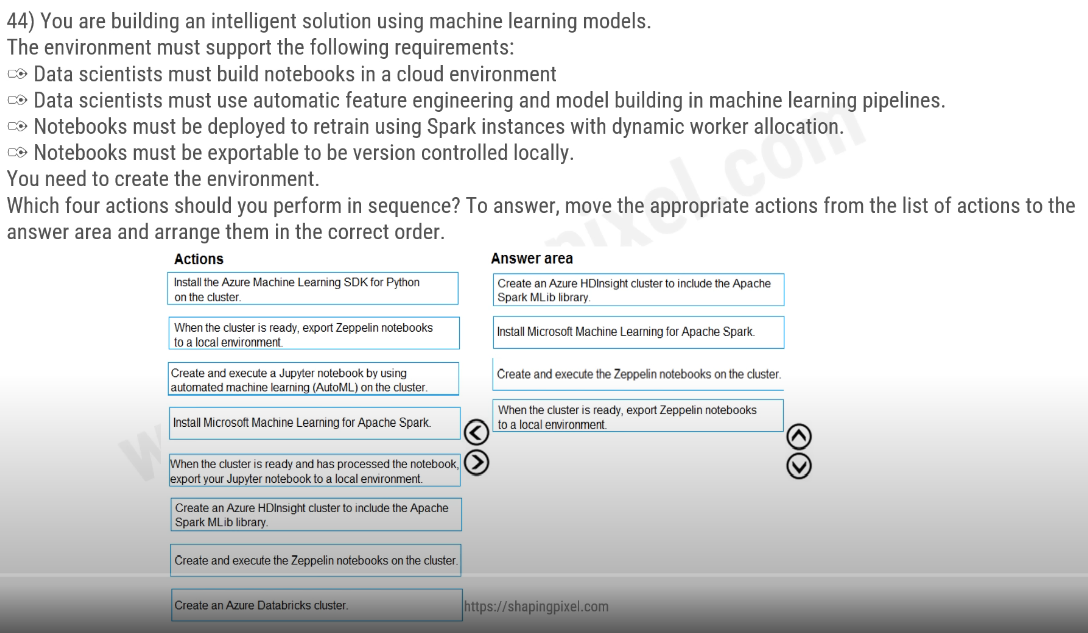 44) You are building an intelligent solution using machine learning models.
The environment must support the following requirements:
Data scientists must build notebooks in a cloud environment
Data scientists must use automatic feature engineering and model building in machine learning pipelines.
Notebooks must be deployed to retrain using Spark instances with dynamic worker allocation.
Notebooks must be exportable to be version controlled locally.
You need to create the environment.
Which four actions should you perform in sequence? To answer, move the appropriate actions from the list of actions to the
answer area and arrange them in the correct order.
Actions
Install the Azure Machine Learning SDK for Python
on the cluster.
When the cluster is ready, export Zeppelin notebooks
to a local environment.
Create and execute a Jupyter notebook by using
automated machine learning (AutoML) on the cluster.
Install Microsoft Machine Learning for Apache Spark.
When the cluster is ready and has processed the notebook,
export your Jupyter notebook to a local environment.
Create an Azure HDInsight cluster to include the Apache
Spark MLib library.
Create and execute the Zeppelin notebooks on the cluster.
Create an Azure Databricks cluster.
Answer area
Create an Azure HDInsight cluster to include the Apache
Spark MLib library.
Install Microsoft Machine Learning for Apache Spark.
Create and execute the Zeppelin notebooks on the cluster.
When the cluster is ready, export Zeppelin notebooks
to a local environment.
https://shapingpixel.com